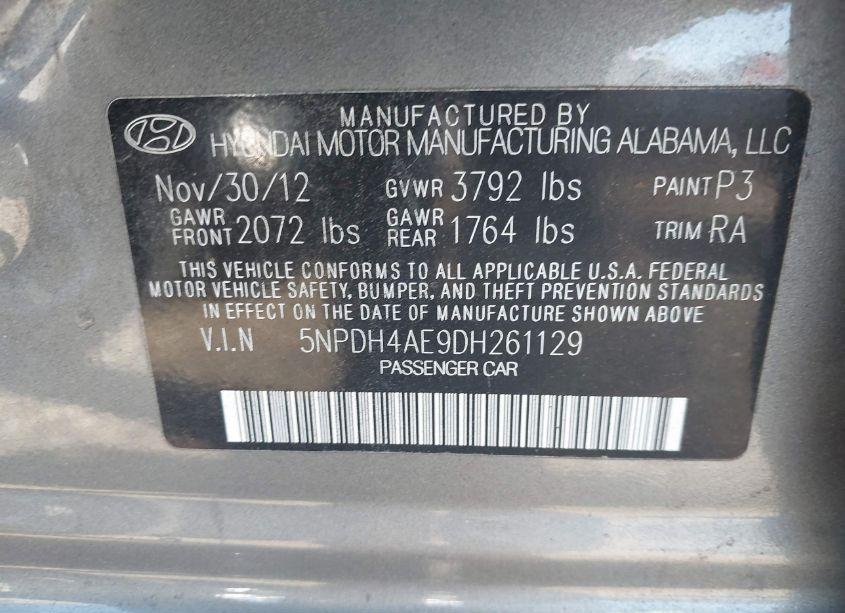 MANUFACTURED BY
HYUNDAI MOTOR MANUFACTURING ALABAMA, LLC
Nov/30/12 GVWR 3792 lbs PAINT P3
GAWR FRONT 2072 lbs GAWR REAR 1764 lbs TRIM RA
THIS VEHICLE CONFORMS TO ALL APPLICABLE U.S.A. FEDERAL
MOTOR VEHICLE SAFETY, BUMPER, AND THEFT PREVENTION STANDARDS
IN EFFECT ON THE DATE OF MANUFACTURE SHOWN ABOVE.
V.I.N 5NPDH4AE9DH261129
PASSENGER CAR